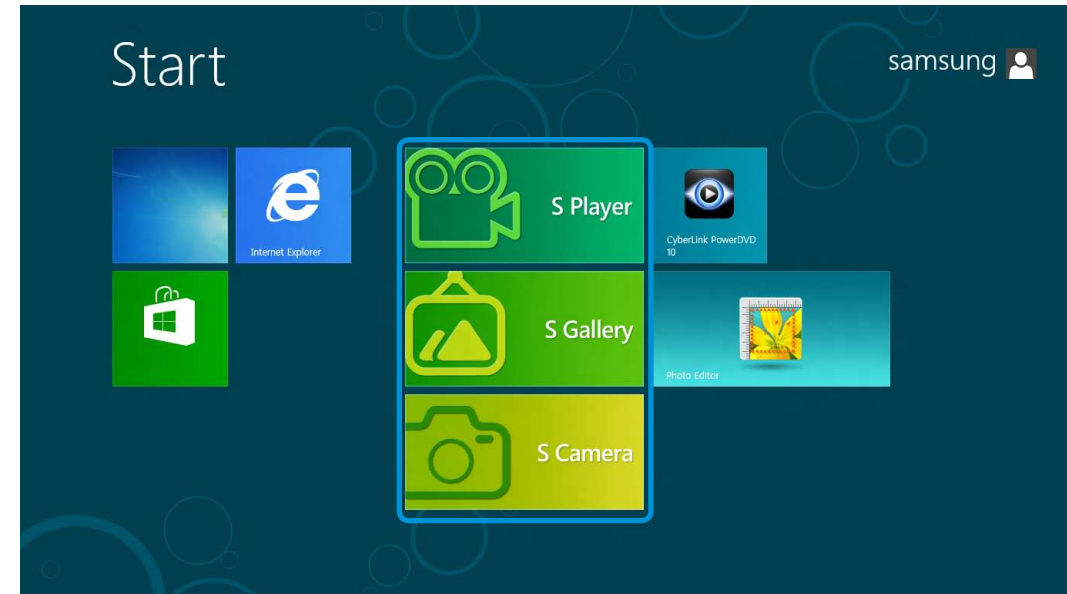 Start
samsung
Internet Explorer
S Player
CyberLink PowerDVD
10
S Gallery
Photo Editor
S Camera